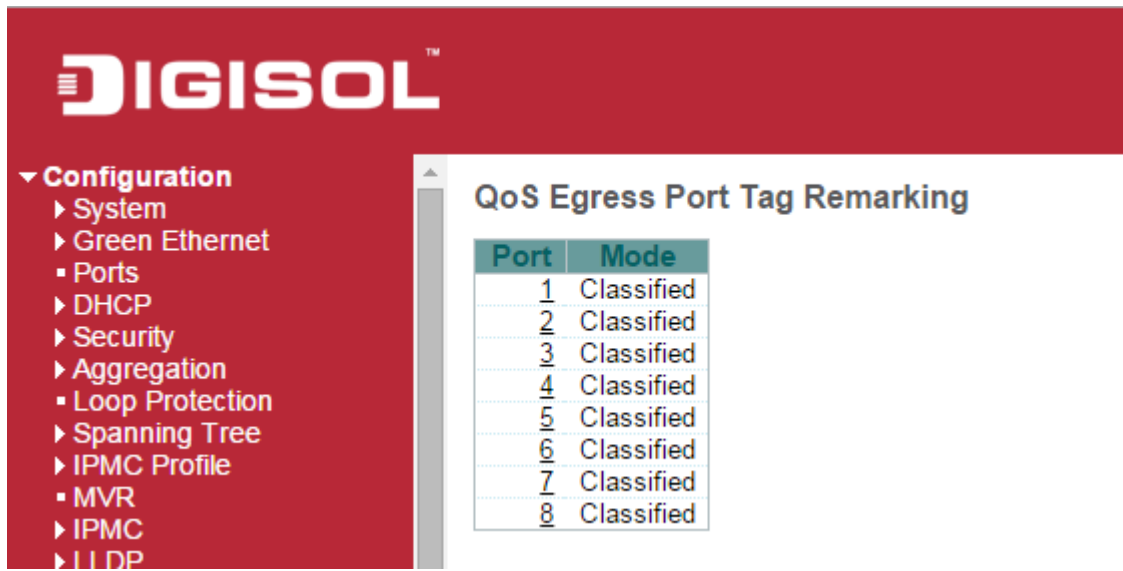 DIGISOL™
Configuration
System
Green Ethernet
Ports
DHCP
Security
Aggregation
Loop Protection
Spanning Tree
IPMC Profile
MVR
IPMC
LLDP
QoS Egress Port Tag Remarking
Port Mode
1 Classified
2 Classified
3 Classified
4 Classified
5 Classified
6 Classified
7 Classified
8 Classified